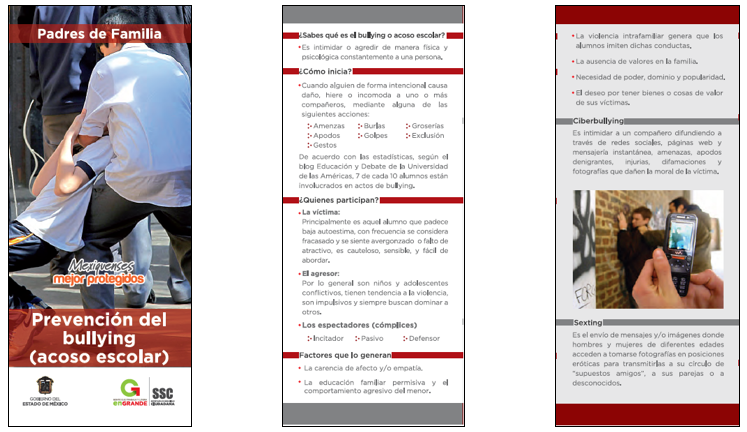 Padres de Familia
Mexiquenses
mejor protegidos
Prevención del
bullying
(acoso escolar)
GOBIERNO DEL
ESTADO DE MÉXICO
enGRANDE
SSC
¿Sabes qué es el bullying o acoso escolar?
• Es intimidar o agredir de manera física y
psicológica constantemente a una persona.
¿Cómo inicia?
• Cuando alguien de forma intencional causa
daño, hiere o incomoda a uno o más
compañeros, mediante alguna de las
siguientes acciones:
Amenzas Burlas Groserías
Apodos Golpes Exclusión
Gestos
De acuerdo con las estadísticas, según el
blog Educación y Debate de la Universidad
de las Américas, 7 de cada 10 alumnos están
involucrados en actos de bullying.
¿Quienes participan?
• La víctima:
Principalmente es aquel alumno que padece
baja autoestima, con frecuencia se considera
fracasado y se siente avergonzado o falto de
atractivo, es cauteloso, sensible, y fácil de
abordar.
• El agresor:
Por lo general son niños y adolescentes
conflictivos, tienen tendencia a la violencia,
son impulsivos y siempre buscan dominar a
otros.
• Los espectadores (cómplices)
Incitador Pasivo Defensor
Factores que lo generan
• La carencia de afecto y/o empatía.
• La educación familiar permisiva y el
comportamiento agresivo del menor.
• La violencia intrafamiliar genera que los
alumnos imiten dichas conductas.
• La ausencia de valores en la familia.
• Necesidad de poder, dominio y popularidad.
• El deseo por tener bienes o cosas de valor
de sus víctimas.
Ciberbullying
Es intimidar a un compañero difundiendo a
través de redes sociales, páginas web y
mensajería instantánea, amenazas, apodos
denigrantes, injurias, difamaciones y
fotografías que dañen la moral de la víctima.
Sexting
Es el envío de mensajes y/o imágenes donde
hombres y mujeres de diferentes edades
acceden a tomarse fotografías en posiciones
eróticas para transmitirlas a su círculo de
"supuestos amigos", a sus parejas o a
desconocidos.